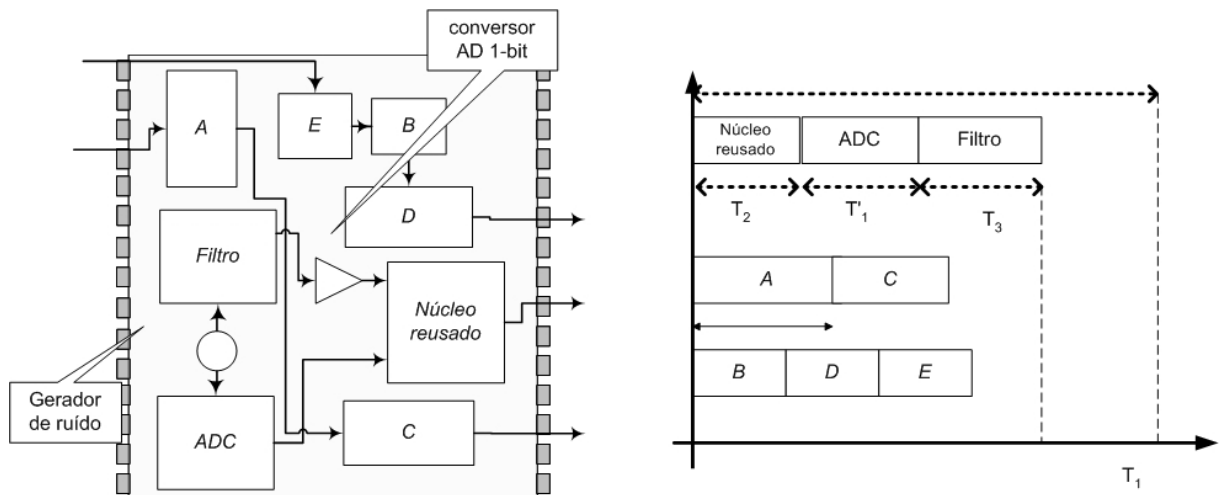 conversor
AD 1-bit
A
E
B
D
Filtro
Núcleo
reusado
Gerador
de ruído
ADC
C
Núcleo
reusado
ADC
Filtro
T2
T'1
T3
A
C
B
D
E
T1